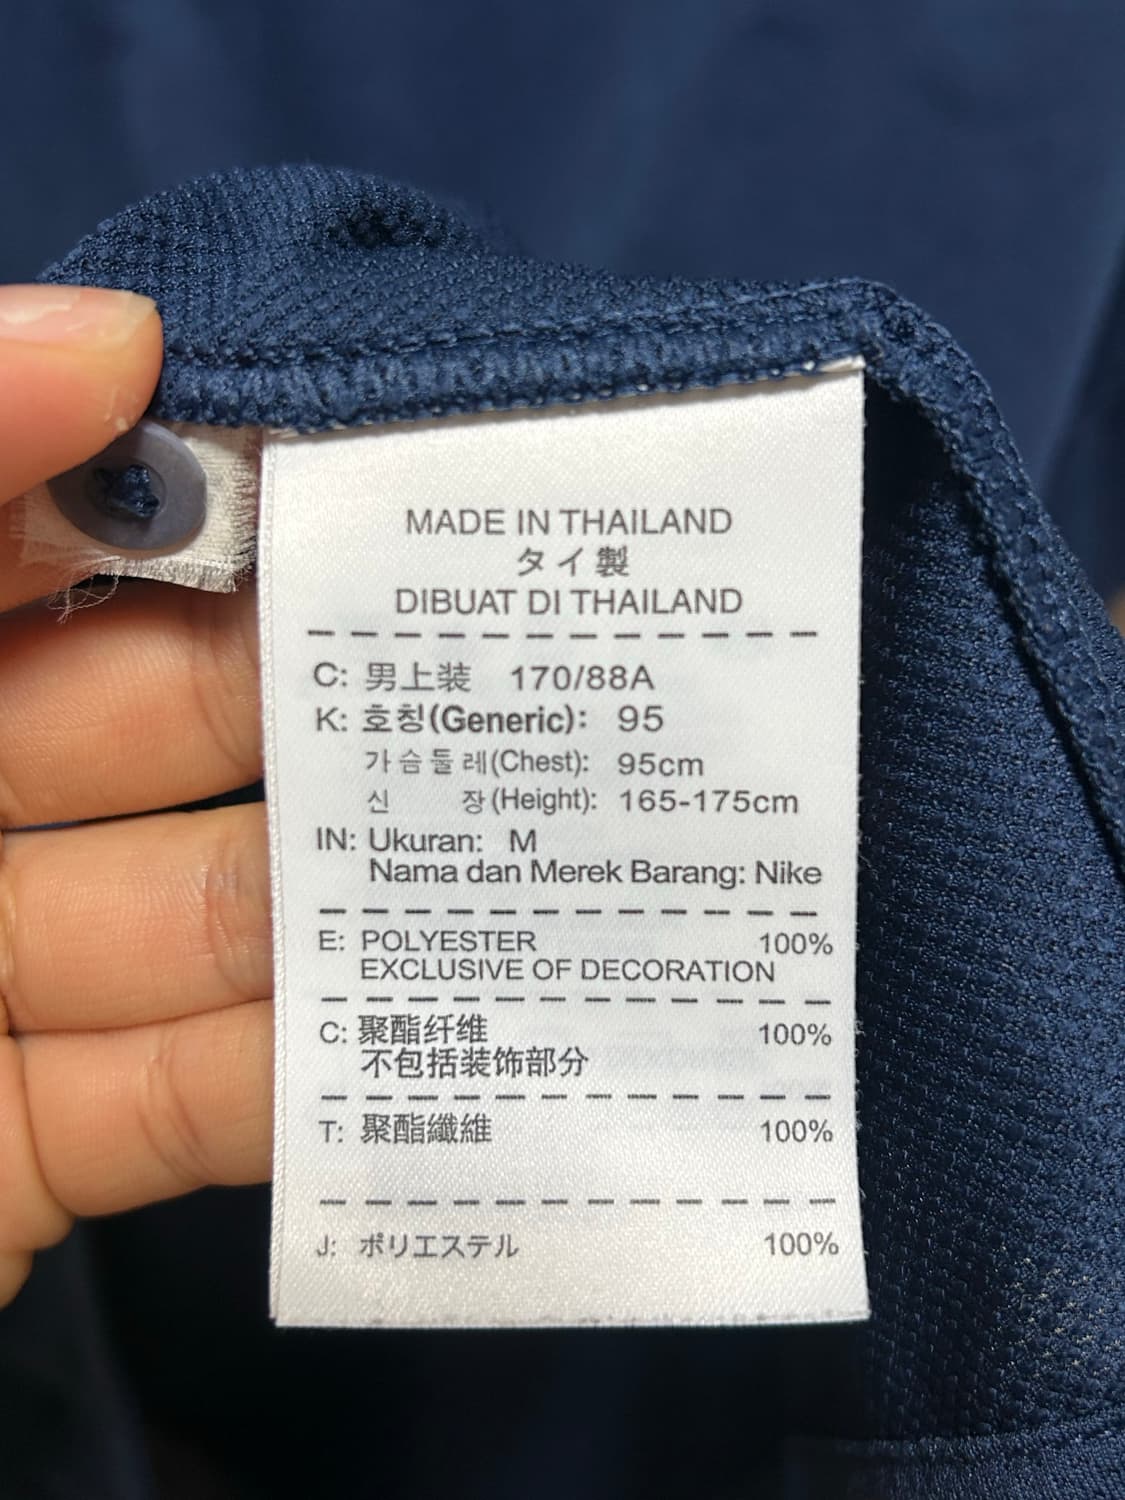 MADE IN THAILAND
タイ製
DIBUAT DI THAILAND
C: 男上装 170/88A
K: 호칭(Generic): 95
가슴둘레(Chest): 95cm
신 장(Height): 165-175cm
IN: Ukuran: M
Nama dan Merek Barang: Nike
E: POLYESTER 100%
EXCLUSIVE OF DECORATION
C: 聚酯纤维 100%
不包括装饰部分
T: 聚酯纖維 100%
J: ポリエステル 100%